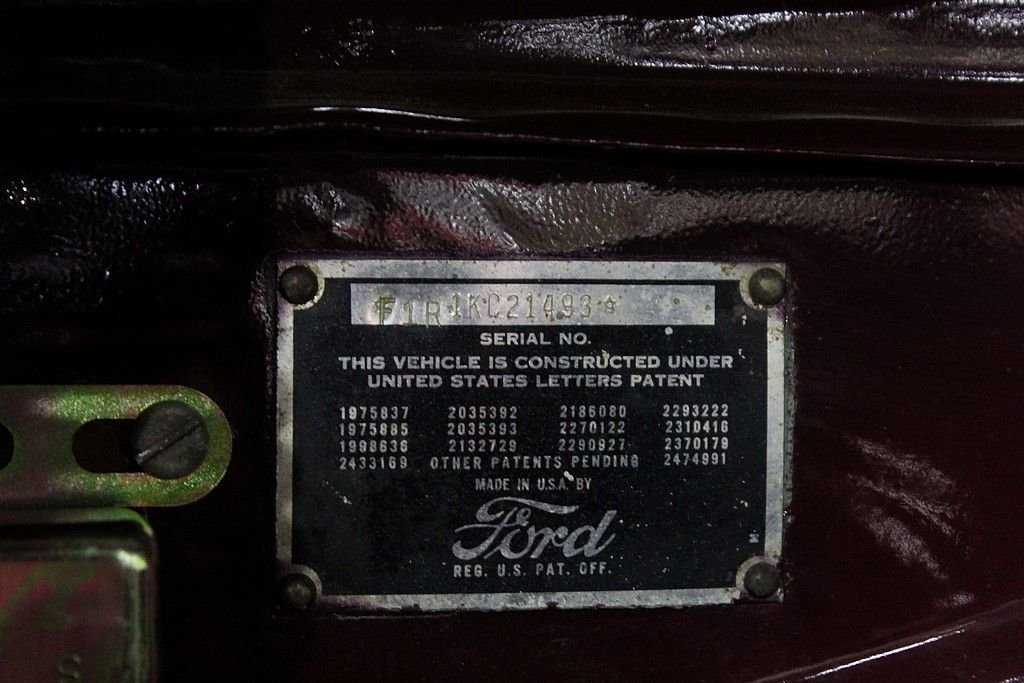 F1R1KC21493☆
SERIAL NO.
THIS VEHICLE IS CONSTRUCTED UNDER
UNITED STATES LETTERS PATENT
1975837 2035392 2186080 2293222
1975885 2035393 2270122 2310416
1998636 2132729 2290927 2370179
2433169 OTHER PATENTS PENDING 2474991
MADE IN U.S.A. BY
Ford
REG. U.S. PAT. OFF.
S